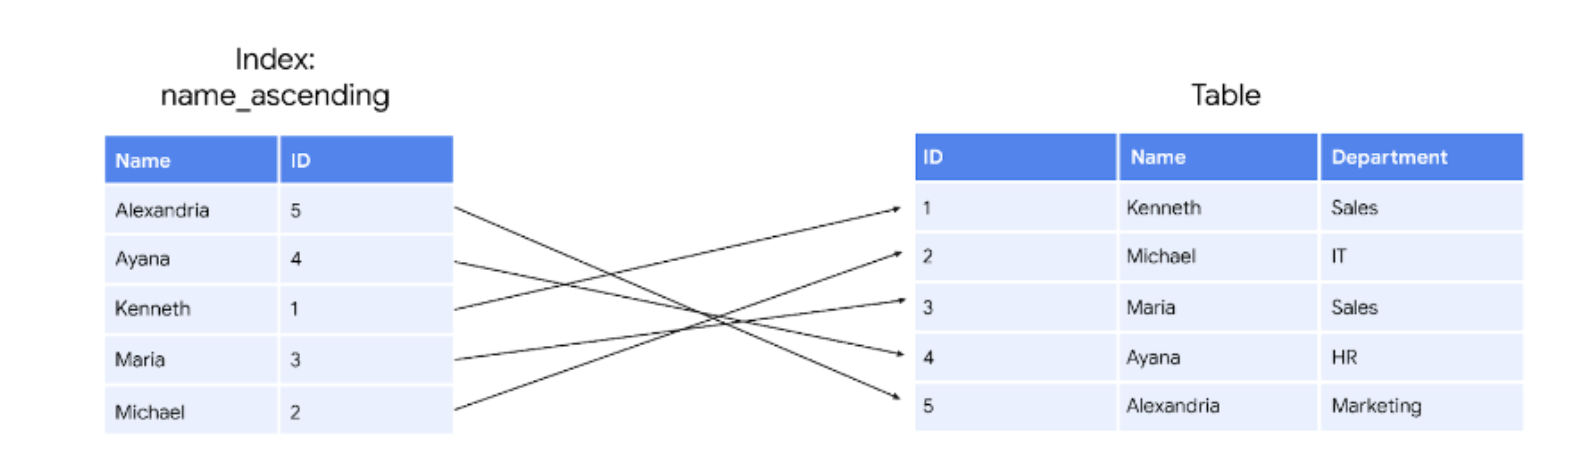 Index:
name_ascending
Name ID
Alexandria 5
Ayana 4
Kenneth 1
Maria 3
Michael 2
Table
ID Name Department
1 Kenneth Sales
2 Michael IT
3 Maria Sales
4 Ayana HR
5 Alexandria Marketing